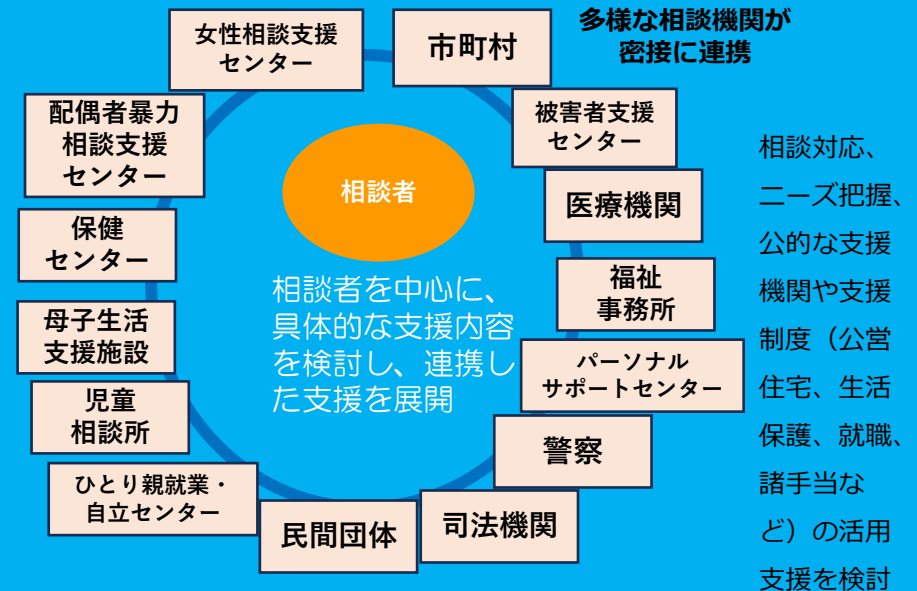 多様な相談機関が
密接に連携
女性相談支援
センター
市町村
被害者支援
センター
医療機関
福祉
事務所
パーソナル
サポートセンター
警察
司法機関
民間団体
ひとり親就業・
自立センター
児童
相談所
母子生活
支援施設
保健
センター
配偶者暴力
相談支援
センター
相談者
相談者を中心に、
具体的な支援内容
を検討し、連携し
た支援を展開
相談対応、
ニーズ把握、
公的な支援
機関や支援
制度（公営
住宅、生活
保護、就職、
諸手当な
ど）の活用
支援を検討